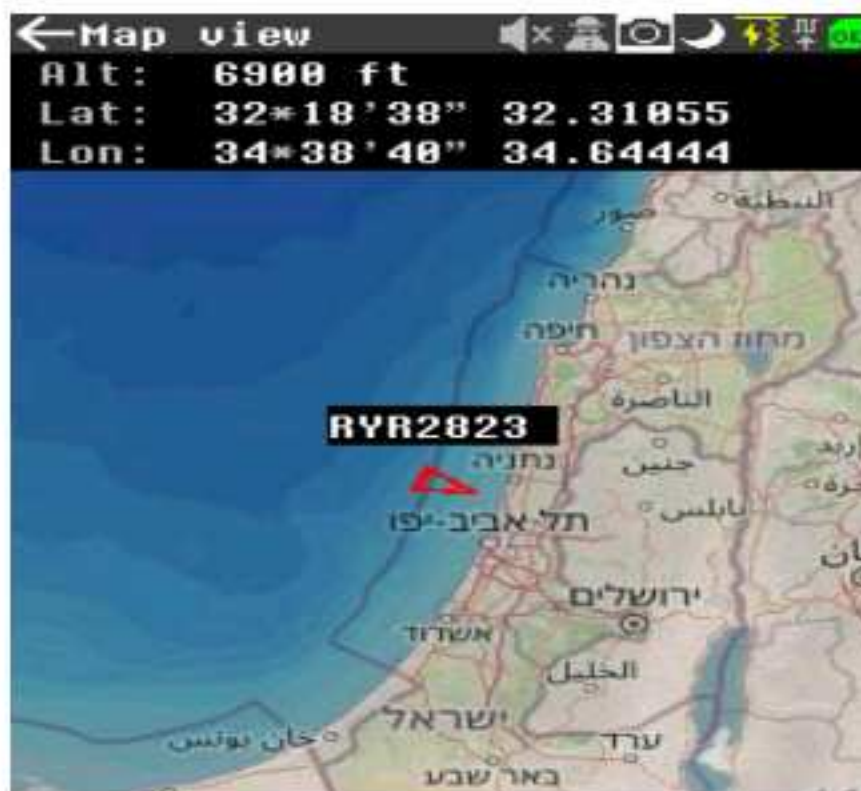 ←Map view
Alt: 6900 ft
Lat: 32*18'38" 32.31055
Lon: 34*38'40" 34.64444
النبطية
صور
נהריה
חיפה
מחוז הצפון
الناصرة
RYR2823
נתניה
جنين
نابلس
תל-אביב-יפו
ירושלים
אשדוד
الخليل
ישראל
خان يونس
ערד
באר שבע